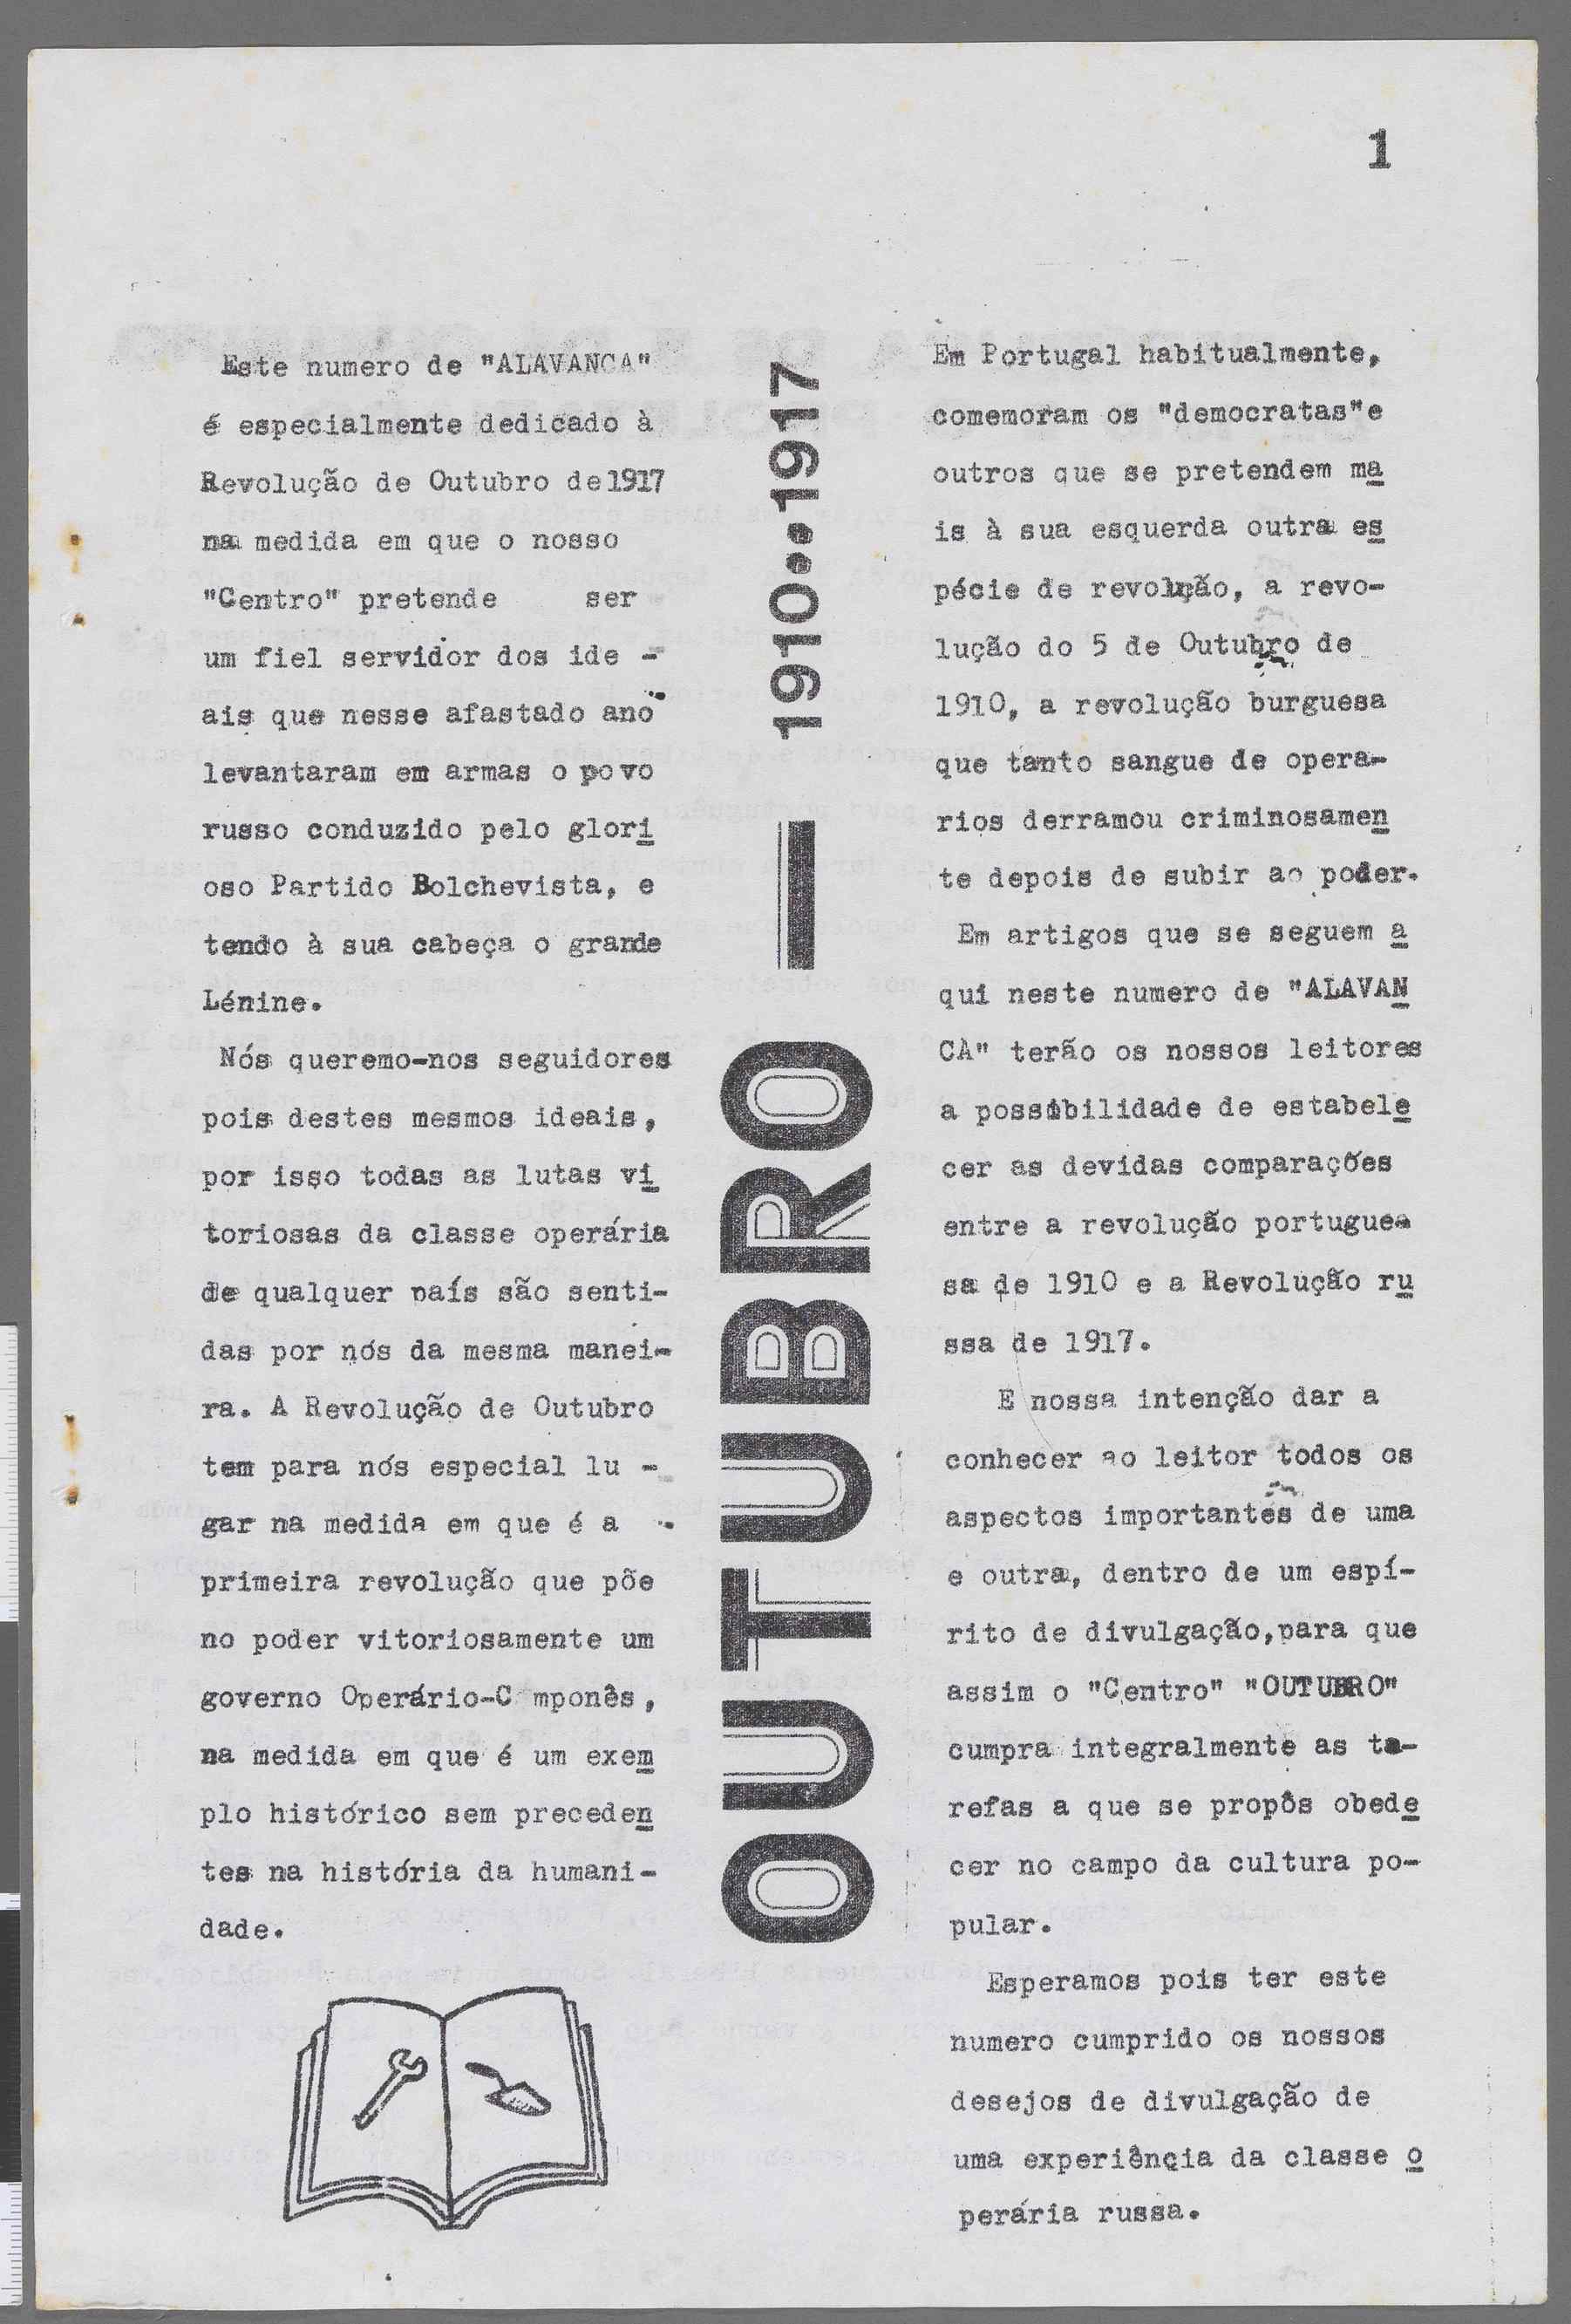 1
Este numero de "ALAVANCA"
é especialmente dedicado à
Revolução de Outubro de1917
na medida em que o nosso
"Centro" pretende ser
um fiel servidor dos ide -
ais que nesse afastado ano
levantaram em armas o povo
russo conduzido pelo glori
oso Partido Bolchevista, e
tendo à sua cabeça o grande
Lénine.
Nós queremo-nos seguidores
pois destes mesmos ideais,
por isso todas as lutas vi
toriosas da classe operária
de qualquer país são senti-
das por nós da mesma manei-
ra. A Revolução de Outubro
tem para nós especial lu -
gar na medida em que é a
primeira revolução que põe
no poder vitoriosamente um
governo Operário-C mponês,
na medida em que é um exem
plo histórico sem preceden
tes na história da humani-
dade.
OUTUBRO — 1910••1917
Em Portugal habitualmente,
comemoram os "democratas"e
outros que se pretendem ma
is à sua esquerda outra es
pécie de revolução, a revo-
lução do 5 de Outubro de
1910, a revolução burguesa
que tanto sangue de opera-
rios derramou criminosamen
te depois de subir ao poder.
Em artigos que se seguem a
qui neste numero de "ALAVAN
CA" terão os nossos leitores
a possibilidade de estabele
cer as devidas comparações
entre a revolução portugue-
sa de 1910 e a Revolução ru
ssa de 1917.
E nossa intenção dar a
conhecer ao leitor todos os
aspectos importantes de uma
e outra, dentro de um espí-
rito de divulgação,para que
assim o "Centro" "OUTUBRO"
cumpra integralmente as ta-
refas a que se propôs obede
cer no campo da cultura po-
pular.
Esperamos pois ter este
numero cumprido os nossos
desejos de divulgação de
uma experiência da classe o
perária russa.